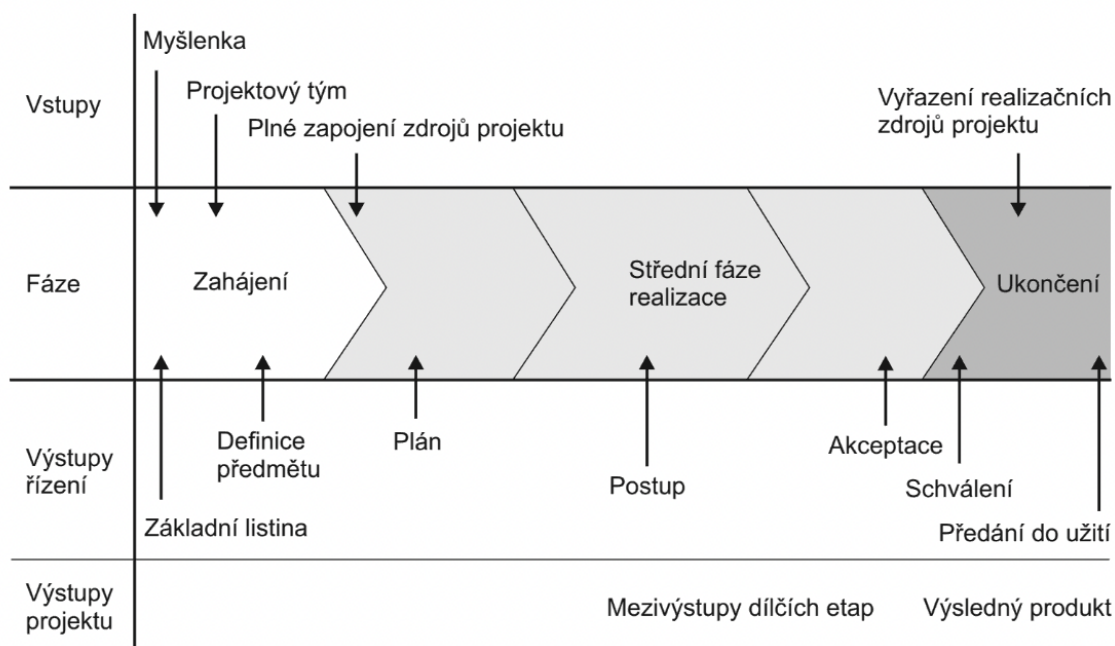 Myšlenka
Vstupy
Projektový tým
Plné zapojení zdrojů projektu
Vyřazení realizačních
zdrojů projektu
Fáze
Zahájení
Střední fáze
realizace
Ukončení
Výstupy
řízení
Definice
předmětu
Plán
Akceptace
Postup
Schválení
Základní listina
Předání do užití
Výstupy
projektu
Mezivýstupy dílčích etap
Výsledný produkt